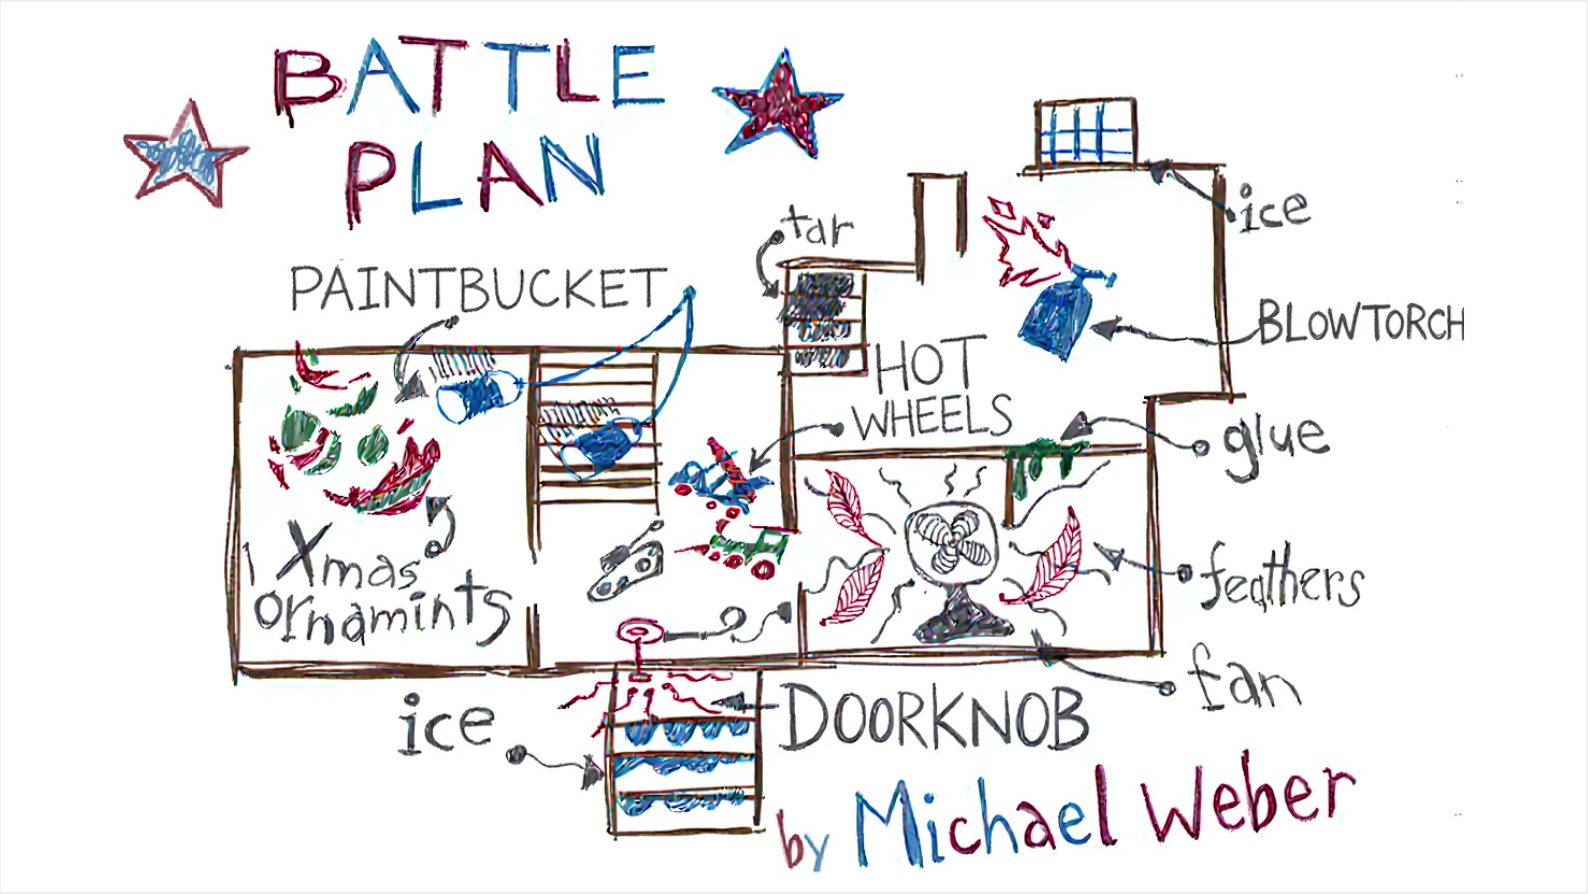 BATTLE
PLAN
ice
tar
PAINTBUCKET
BLOWTORCH
HOT
WHEELS
glue
Xmas
ornamints
feathers
fan
ice
DOORKNOB
by Michael Weber